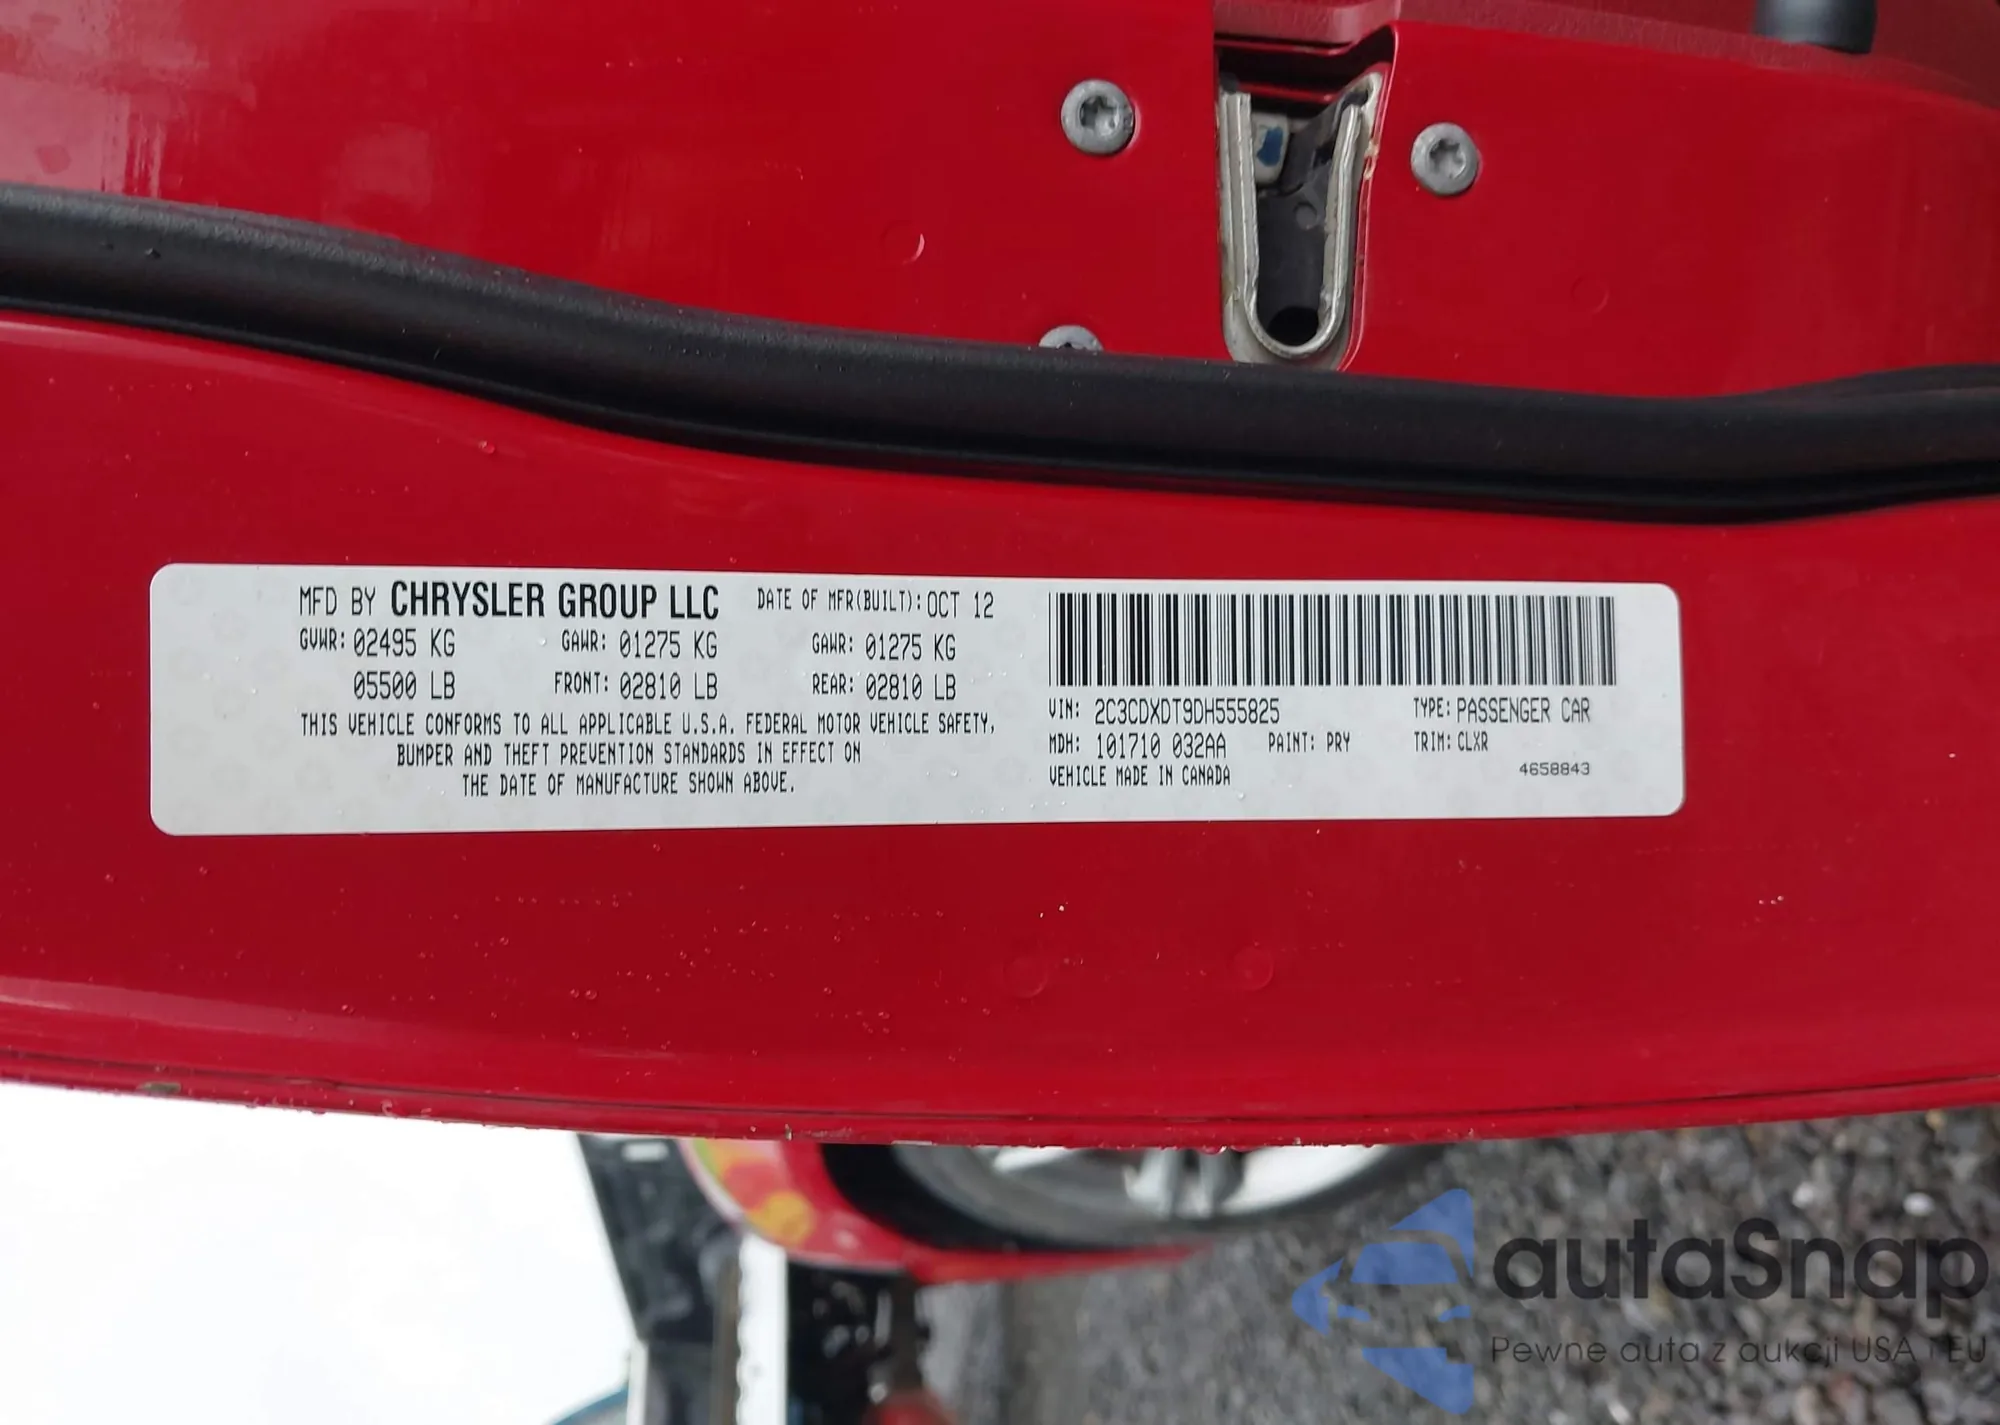 MFD BY CHRYSLER GROUP LLC DATE OF MFR(BUILT): OCT 12
GVWR: 02495 KG GAWR: 01275 KG GAWR: 01275 KG
05500 LB FRONT: 02810 LB REAR: 02810 LB
THIS VEHICLE CONFORMS TO ALL APPLICABLE U.S.A. FEDERAL MOTOR VEHICLE SAFETY,
BUMPER AND THEFT PREVENTION STANDARDS IN EFFECT ON
THE DATE OF MANUFACTURE SHOWN ABOVE.
VIN: 2C3CDXDT9DH555825 TYPE: PASSENGER CAR
MDH: 101710 032AA PAINT: PRY TRIM: CLXR
VEHICLE MADE IN CANADA 4658843
autaSnap
Pewne auta z aukcji USA i EU